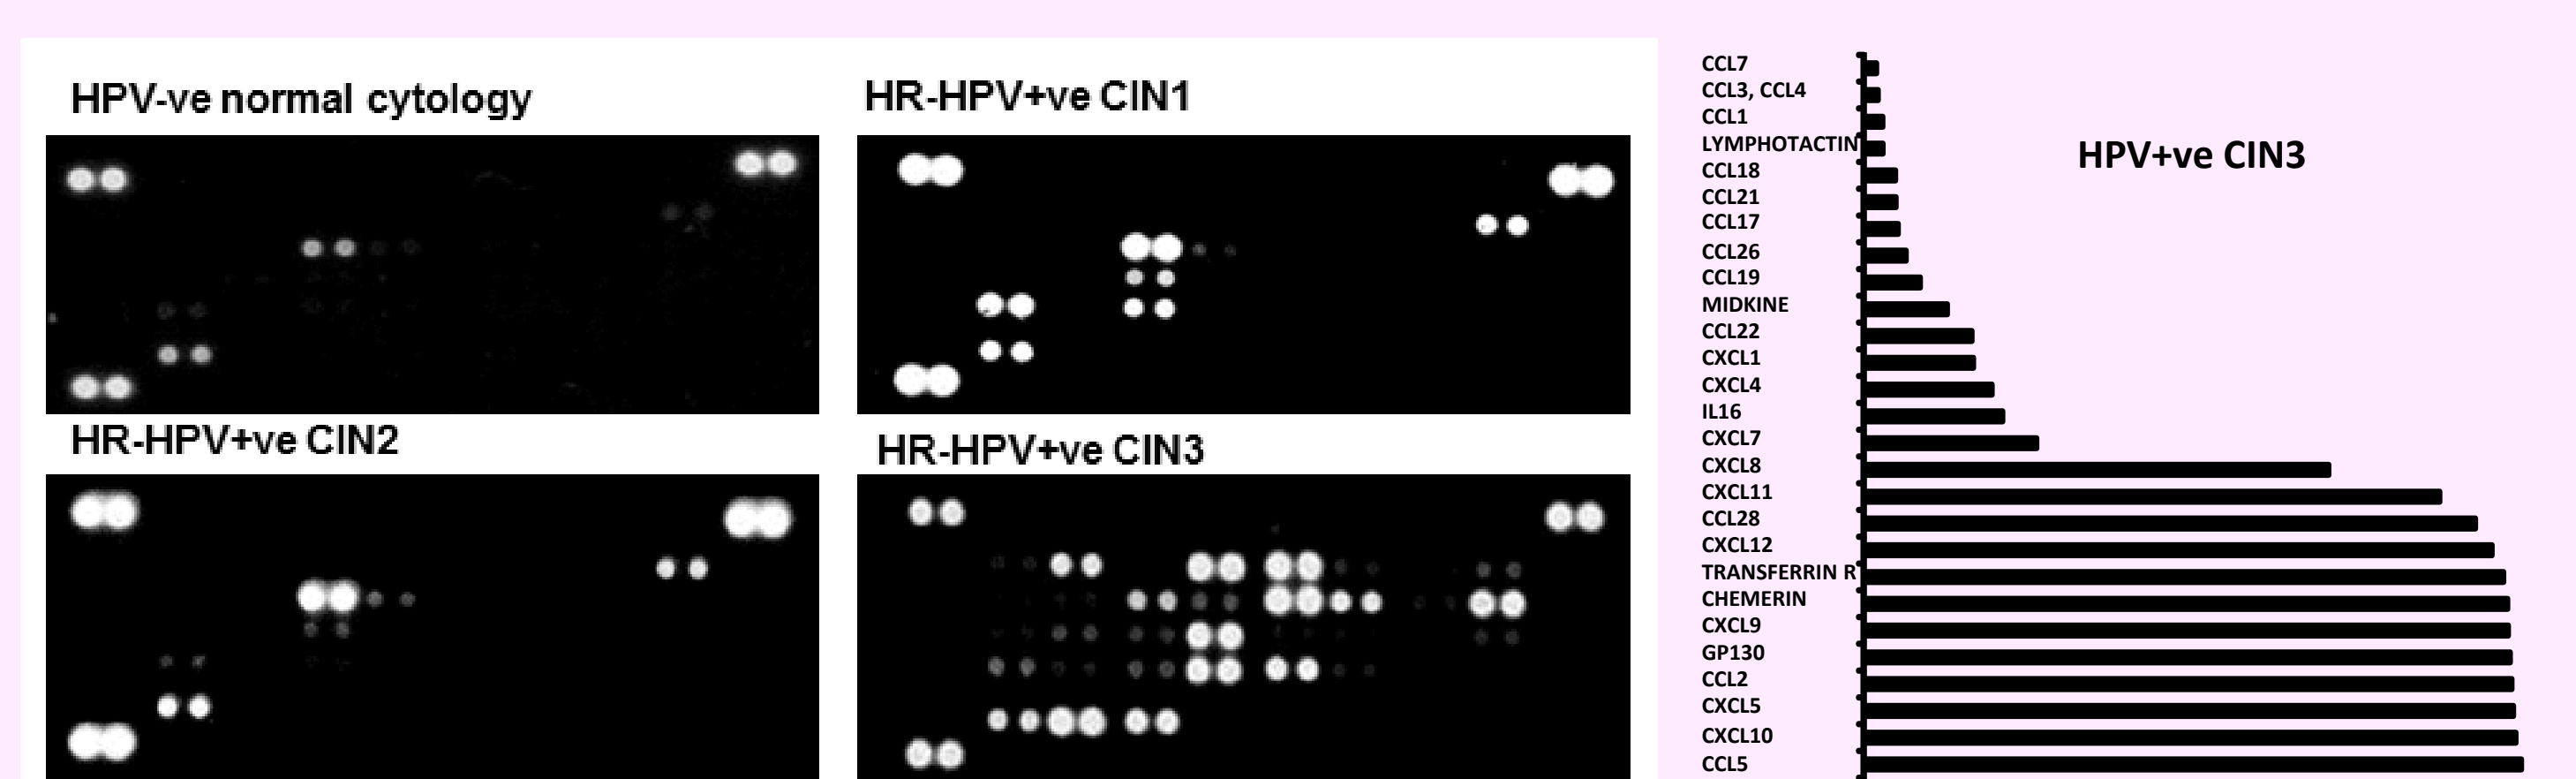 HPV-ve normal cytology
HR-HPV+ve CIN1
HR-HPV+ve CIN2
HR-HPV+ve CIN3
CCL7
CCL3, CCL4
CCL1
LYMPHOTACTIN
CCL18
CCL21
CCL17
CCL26
CCL19
MIDKINE
CCL22
CXCL1
CXCL4
IL16
CXCL7
CXCL8
CXCL11
CCL28
CXCL12
TRANSFERRIN R
CHEMERIN
CXCL9
GP130
CCL2
CXCL5
CXCL10
CCL5
HPV+ve CIN3